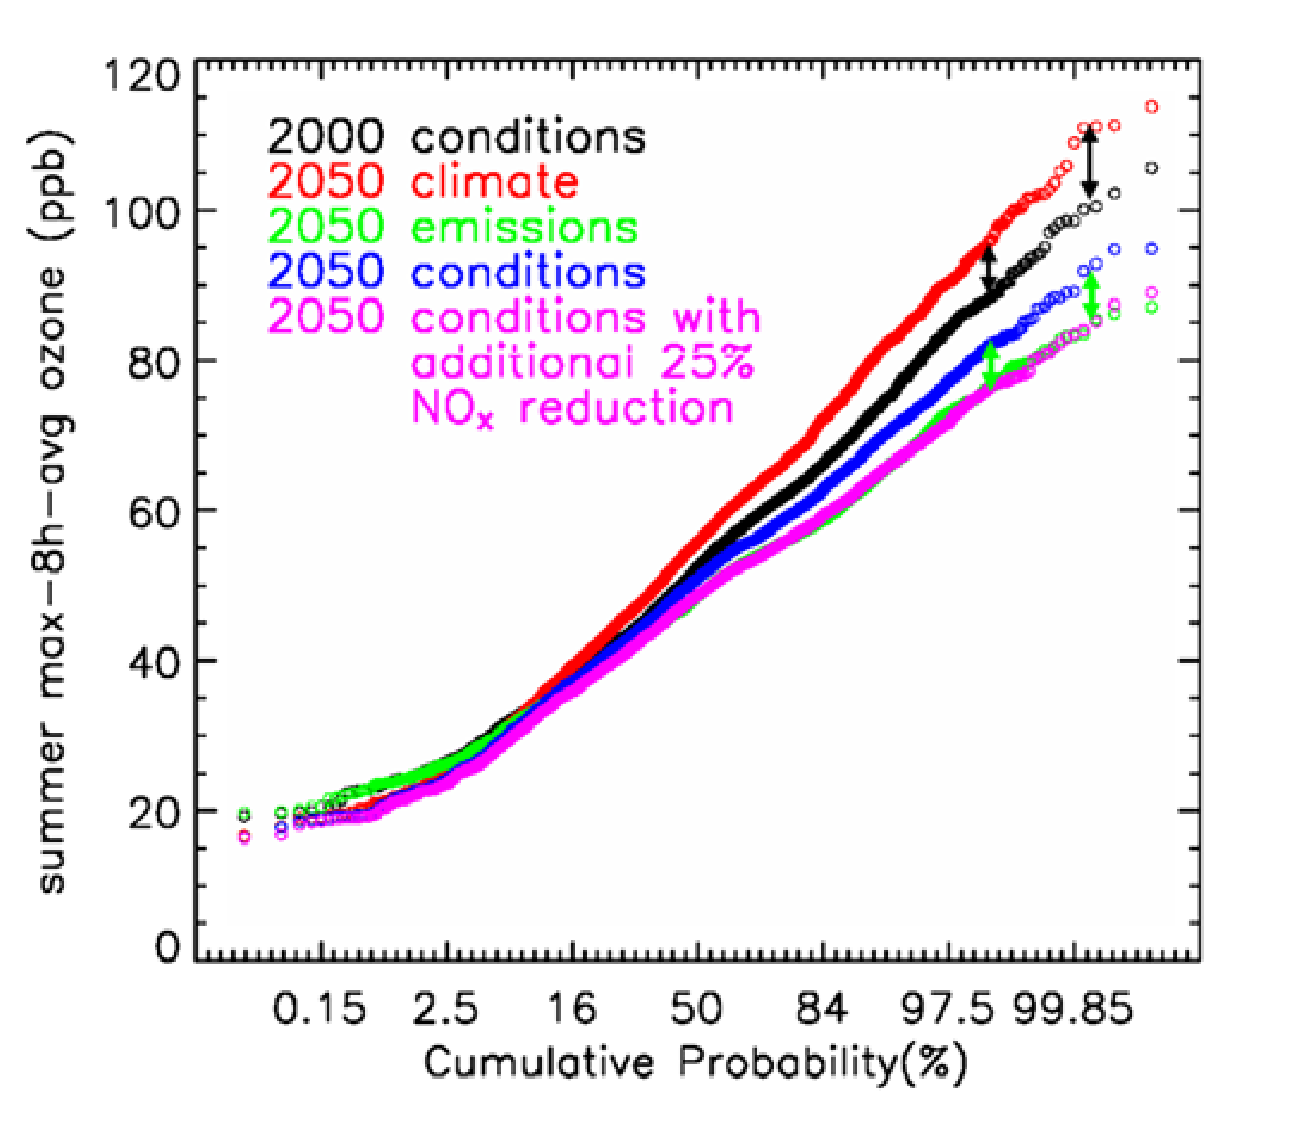 120
100
80
60
40
20
0
summer max-8h-avg ozone (ppb)
2000 conditions
2050 climate
2050 emissions
2050 conditions
2050 conditions with
additional 25%
NOx reduction
0.15 2.5 16 50 84 97.5 99.85
Cumulative Probability(%)